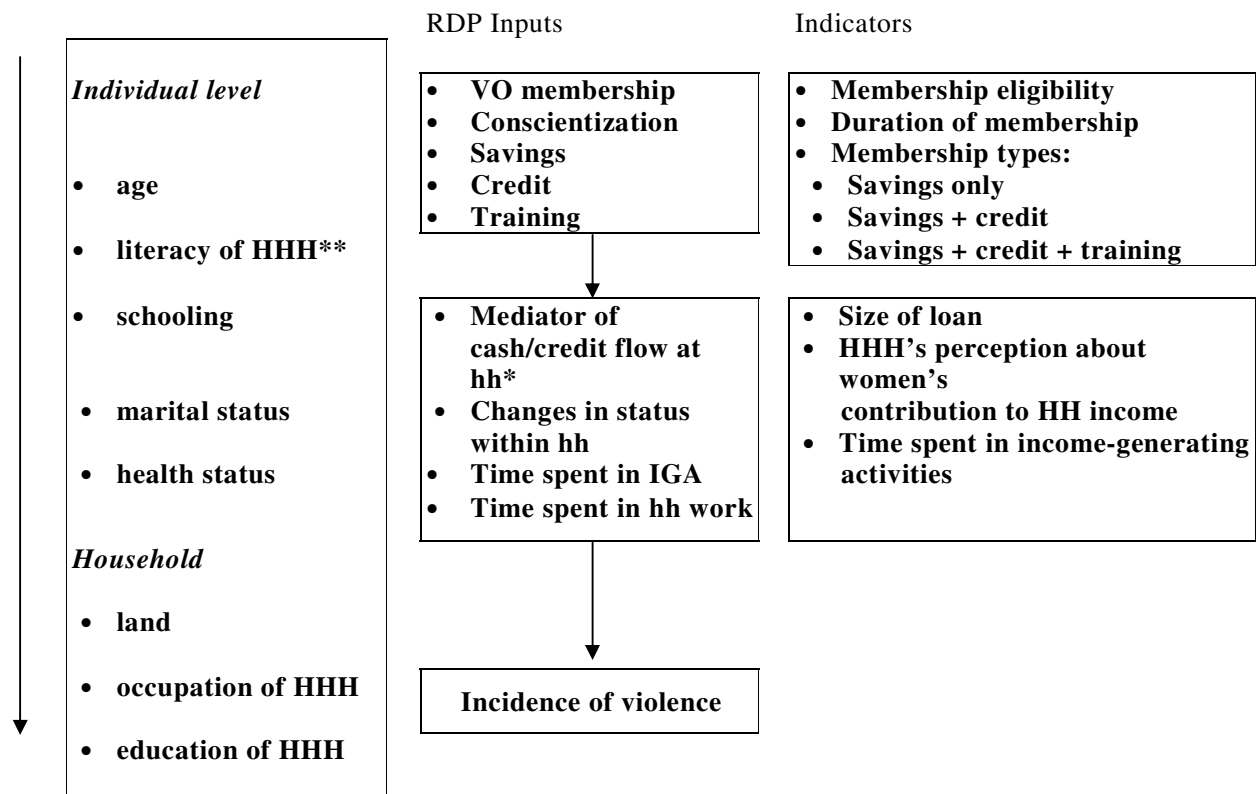 RDP Inputs
Indicators
Individual level
• age
• literacy of HHH**
• schooling
• marital status
• health status
Household
• land
• occupation of HHH
• education of HHH
• VO membership
• Conscientization
• Savings
• Credit
• Training
• Mediator of
cash/credit flow at
hh*
• Changes in status
within hh
• Time spent in IGA
• Time spent in hh work
Incidence of violence
• Membership eligibility
• Duration of membership
• Membership types:
• Savings only
• Savings + credit
• Savings + credit + training
• Size of loan
• HHH's perception about
women's
contribution to HH income
• Time spent in income-generating
activities